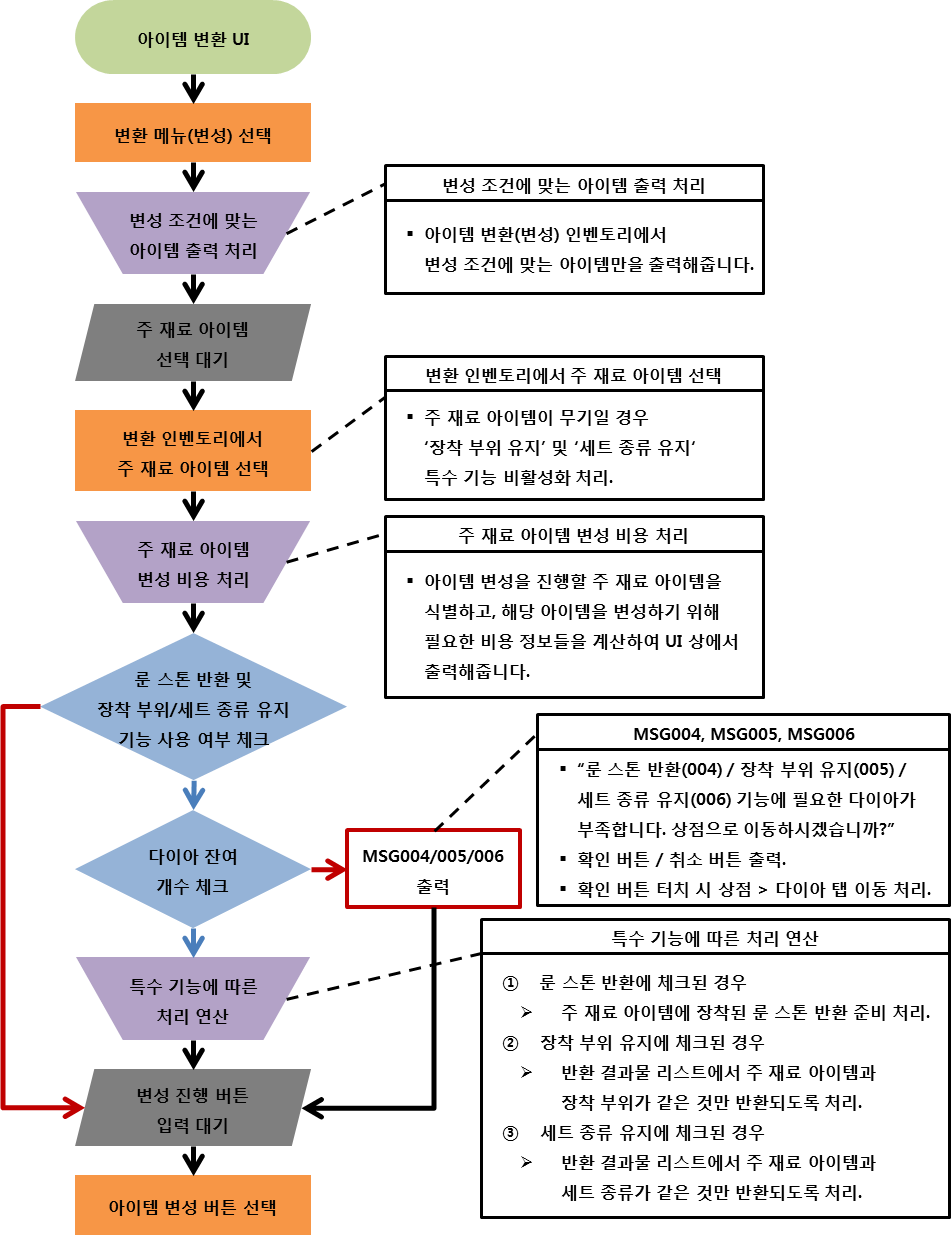 아이템 변환 UI
변환 메뉴(변성) 선택
변성 조건에 맞는
아이템 출력 처리
변성 조건에 맞는 아이템 출력 처리
▪ 아이템 변환(변성) 인벤토리에서
변성 조건에 맞는 아이템만을 출력해줍니다.
주 재료 아이템
선택 대기
변환 인벤토리에서
주 재료 아이템 선택
변환 인벤토리에서 주 재료 아이템 선택
▪ 주 재료 아이템이 무기일 경우
‘장착 부위 유지’ 및 ‘세트 종류 유지‘
특수 기능 비활성화 처리.
주 재료 아이템
변성 비용 처리
주 재료 아이템 변성 비용 처리
▪ 아이템 변성을 진행할 주 재료 아이템을
식별하고, 해당 아이템을 변성하기 위해
필요한 비용 정보들을 계산하여 UI 상에서
출력해줍니다.
룬 스톤 반환 및
장착 부위/세트 종류 유지
기능 사용 여부 체크
다이아 잔여
개수 체크
MSG004/005/006
출력
MSG004, MSG005, MSG006
▪ “룬 스톤 반환(004) / 장착 부위 유지(005) /
세트 종류 유지(006) 기능에 필요한 다이아가
부족합니다. 상점으로 이동하시겠습니까?”
▪ 확인 버튼 / 취소 버튼 출력.
▪ 확인 버튼 터치 시 상점 > 다이아 탭 이동 처리.
특수 기능에 따른
처리 연산
특수 기능에 따른 처리 연산
① 룬 스톤 반환에 체크된 경우
➢ 주 재료 아이템에 장착된 룬 스톤 반환 준비 처리.
② 장착 부위 유지에 체크된 경우
➢ 반환 결과물 리스트에서 주 재료 아이템과
장착 부위가 같은 것만 반환되도록 처리.
③ 세트 종류 유지에 체크된 경우
➢ 반환 결과물 리스트에서 주 재료 아이템과
세트 종류가 같은 것만 반환되도록 처리.
변성 진행 버튼
입력 대기
아이템 변성 버튼 선택